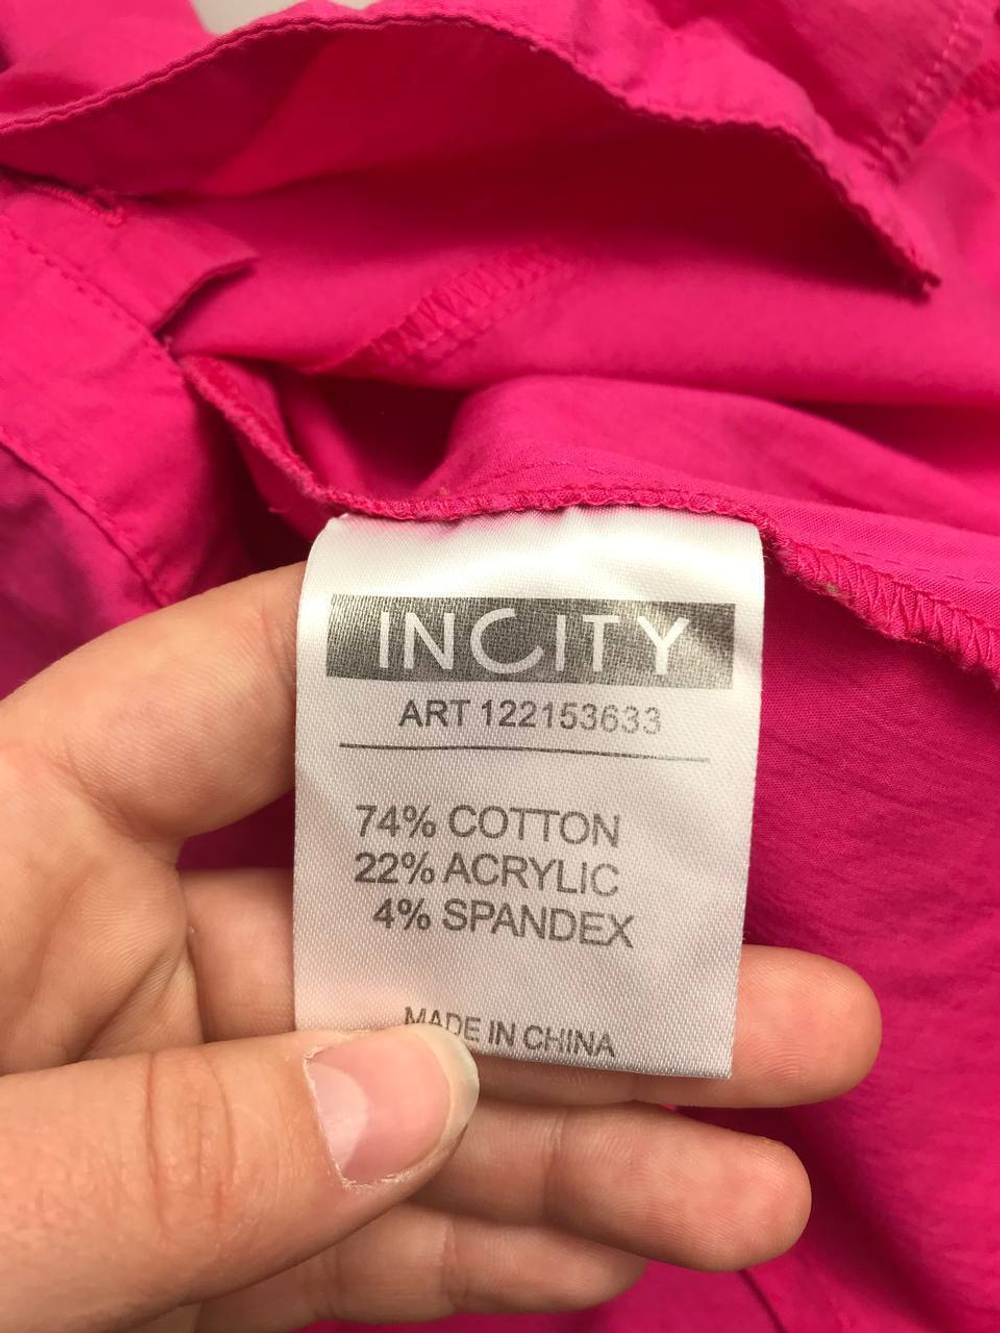 INCITY
ART 122153633
74% COTTON
22% ACRYLIC
4% SPANDEX
MADE IN CHINA